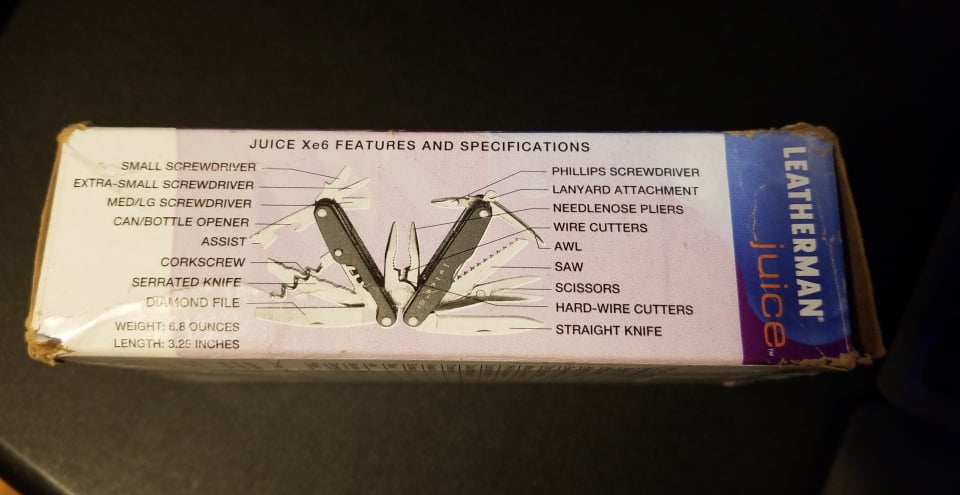 JUICE Xe6 FEATURES AND SPECIFICATIONS
SMALL SCREWDRIVER
EXTRA-SMALL SCREWDRIVER
MED/LG SCREWDRIVER
CAN/BOTTLE OPENER
ASSIST
CORKSCREW
SERRATED KNIFE
DIAMOND FILE
WEIGHT: 6.8 OUNCES
LENGTH: 3.25 INCHES
PHILLIPS SCREWDRIVER
LANYARD ATTACHMENT
NEEDLENOSE PLIERS
WIRE CUTTERS
AWL
SAW
SCISSORS
HARD-WIRE CUTTERS
STRAIGHT KNIFE
LEATHERMAN®
juice™